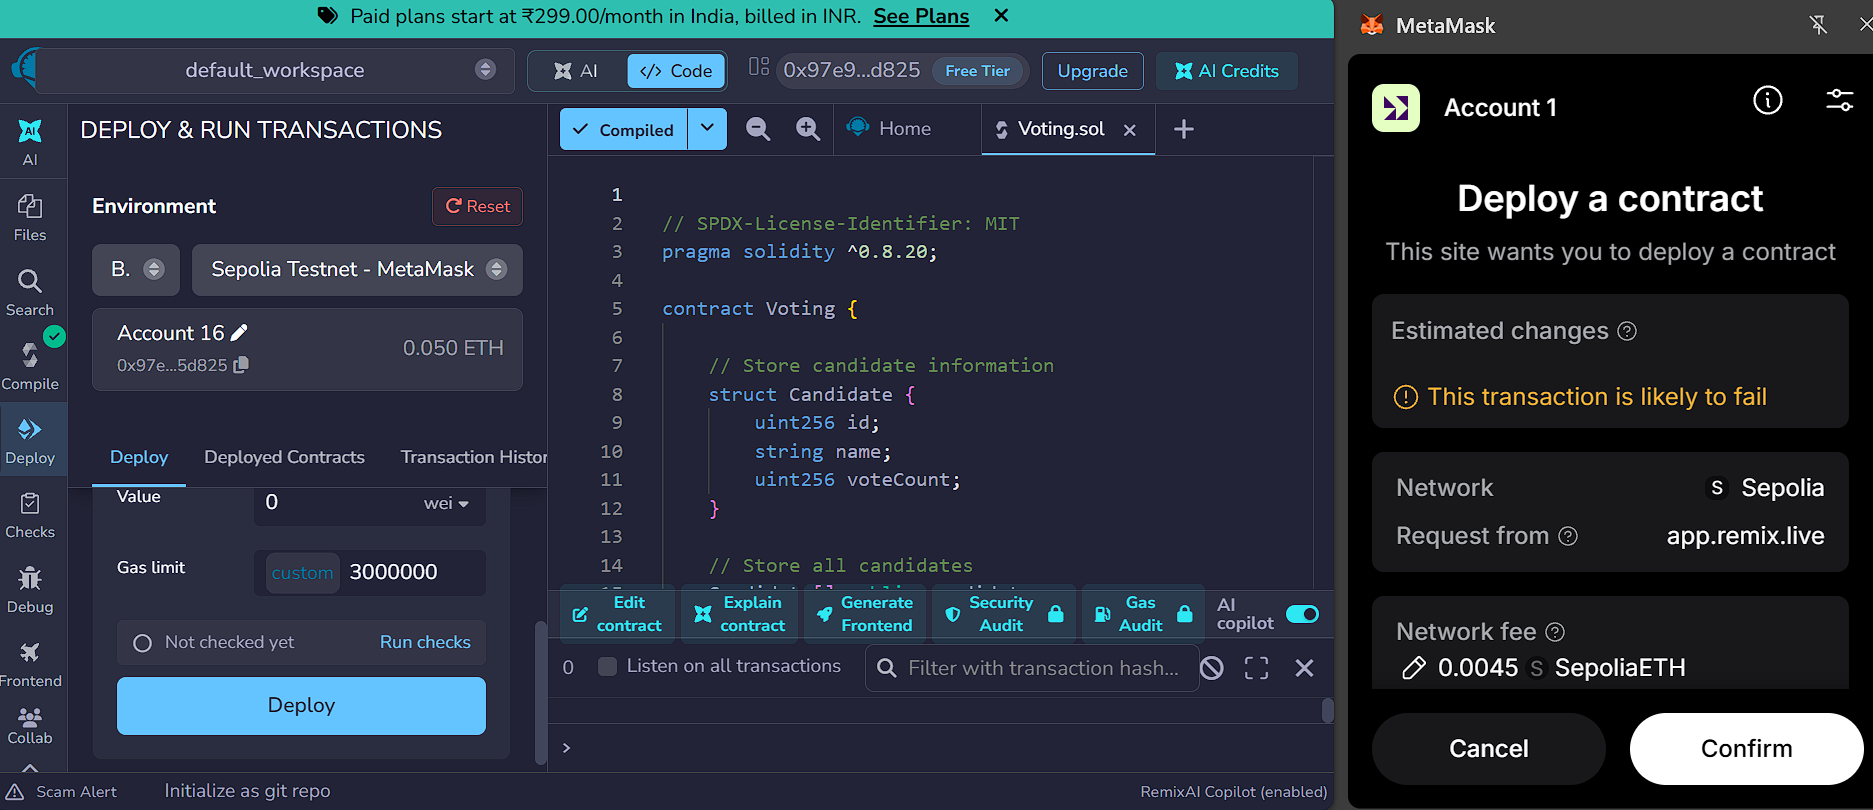 Paid plans start at ₹299.00/month in India, billed in INR. See Plans
default_workspace
AI
Code
0x97e9...d825
Free Tier
Upgrade
AI Credits
AI
Files
Search
Compile
Deploy
Checks
Debug
Frontend
Collab
DEPLOY & RUN TRANSACTIONS
Environment
Reset
B.
Sepolia Testnet - MetaMask
Account 16
0x97e...5d825
0.050 ETH
Deploy
Deployed Contracts
Transaction Histor
Value
0
wei
Gas limit
custom
3000000
Not checked yet
Run checks
Deploy
Compiled
Home
Voting.sol
1
2 // SPDX-License-Identifier: MIT
3 pragma solidity ^0.8.20;
4
5 contract Voting {
6
7 // Store candidate information
8 struct Candidate {
9 uint256 id;
10 string name;
11 uint256 voteCount;
12 }
13
14 // Store all candidates
Edit contract
Explain contract
Generate Frontend
Security Audit
Gas Audit
AI copilot
0
Listen on all transactions
Filter with transaction hash...
>
Scam Alert
Initialize as git repo
RemixAI Copilot (enabled)
MetaMask
Account 1
Deploy a contract
This site wants you to deploy a contract
Estimated changes
This transaction is likely to fail
Network
S Sepolia
Request from
app.remix.live
Network fee
0.0045 S SepoliaETH
Cancel
Confirm